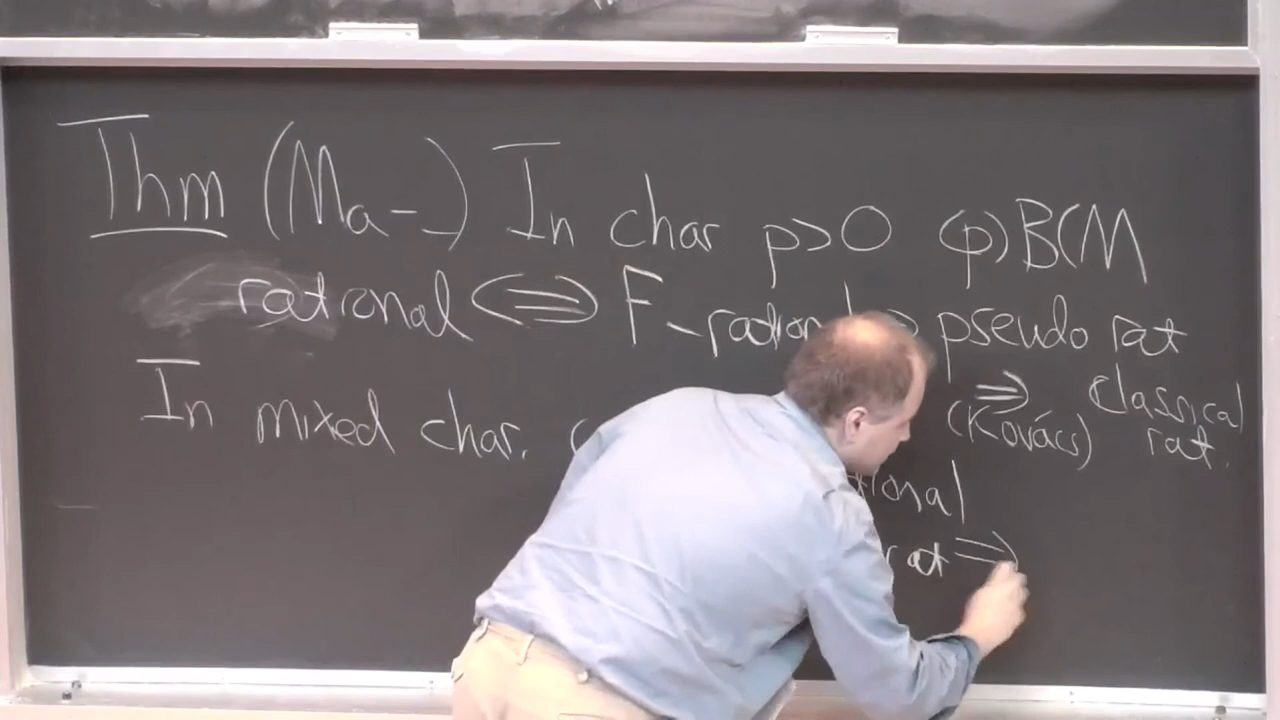 Thm (Ma-_) In char p>0 (p)BCM
rational ⟺ F-rational ⇒ pseudo rat
⇒ classical
In mixed char. (Kovács) rat.
rat ⇒